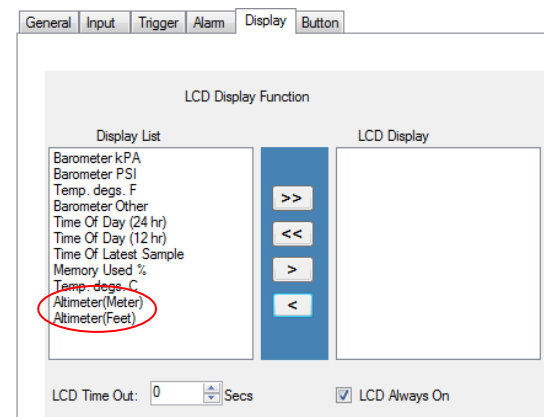 General Input Trigger Alarm Display Button
LCD Display Function
Display List LCD Display
Barometer kPA
Barometer PSI
Temp. degs. F
Barometer Other
Time Of Day (24 hr)
Time Of Day (12 hr)
Time Of Latest Sample
Memory Used %
Temp. degs. C
Altimeter(Meter)
Altimeter(Feet)
>>
<<
>
<
LCD Time Out: 0 Secs LCD Always On